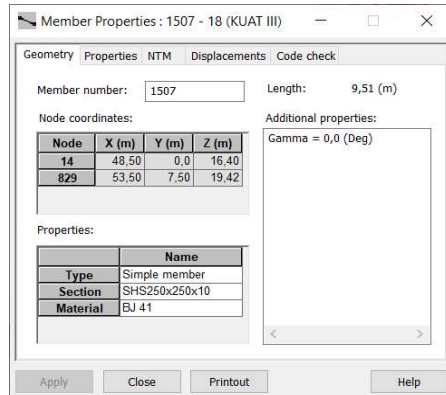 Member Properties : 1507 - 18 (KUAT III)
Geometry Properties NTM Displacements Code check
Member number: 1507 Length: 9,51 (m)
Node coordinates: Additional properties:
Node X (m) Y (m) Z (m) Gamma = 0,0 (Deg)
14 48,50 0,0 16,40
829 53,50 7,50 19,42
Properties:
Name
Type Simple member
Section SHS250x250x10
Material BJ 41
Apply Close Printout Help